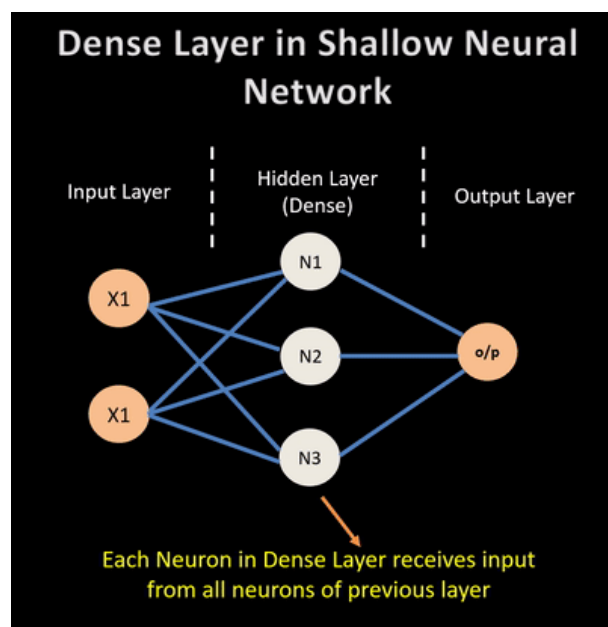 Dense Layer in Shallow Neural
Network
Input Layer
Hidden Layer
(Dense)
Output Layer
X1
X1
N1
N2
N3
o/p
Each Neuron in Dense Layer receives input
from all neurons of previous layer